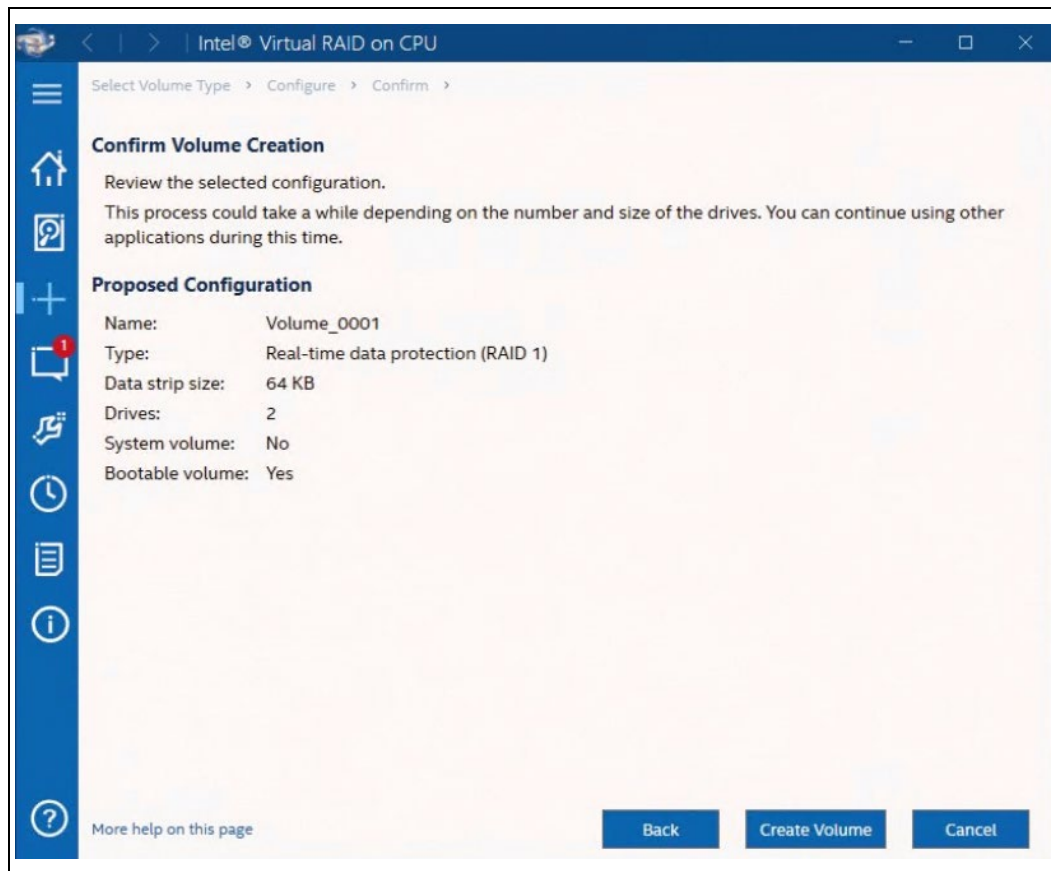 Intel® Virtual RAID on CPU
Select Volume Type > Configure > Confirm >
Confirm Volume Creation
Review the selected configuration.
This process could take a while depending on the number and size of the drives. You can continue using other
applications during this time.
Proposed Configuration
Name: Volume_0001
Type: Real-time data protection (RAID 1)
Data strip size: 64 KB
Drives: 2
System volume: No
Bootable volume: Yes
1
More help on this page
Back Create Volume Cancel